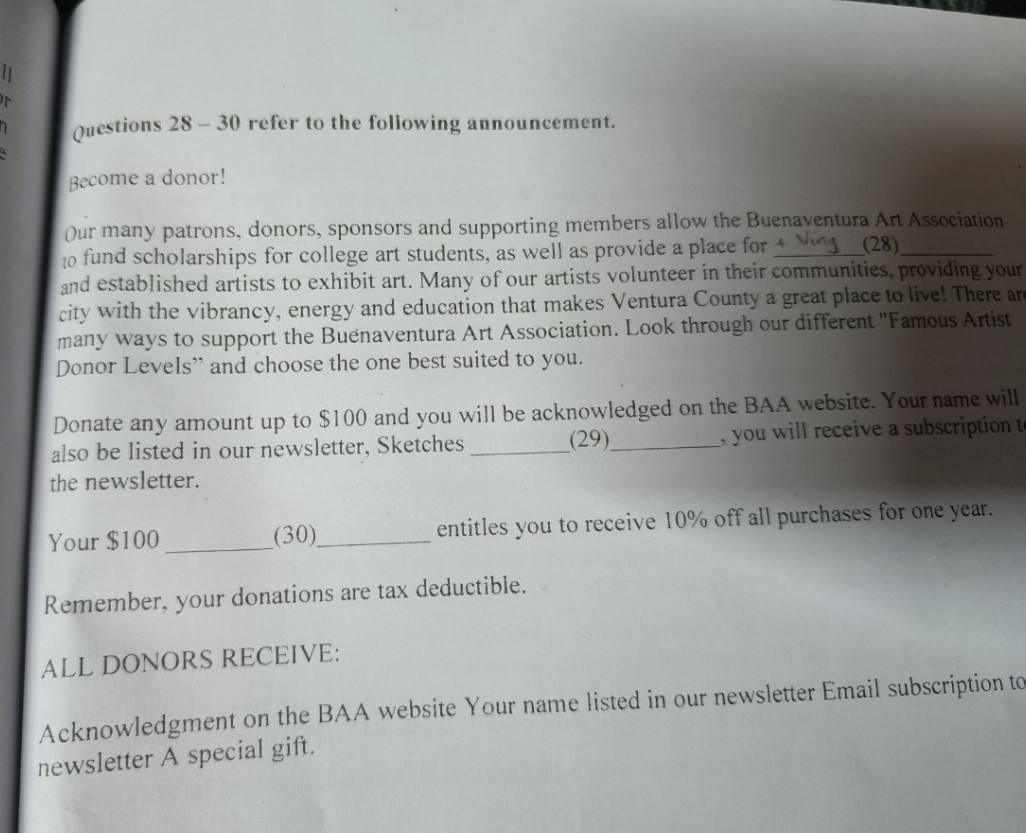 ll
or
n
e
Questions 28 – 30 refer to the following announcement.
Become a donor!
Our many patrons, donors, sponsors and supporting members allow the Buenaventura Art Association
to fund scholarships for college art students, as well as provide a place for + Ving ______(28)________
and established artists to exhibit art. Many of our artists volunteer in their communities, providing your
city with the vibrancy, energy and education that makes Ventura County a great place to live! There are
many ways to support the Buenaventura Art Association. Look through our different "Famous Artist
Donor Levels” and choose the one best suited to you.
Donate any amount up to $100 and you will be acknowledged on the BAA website. Your name will
also be listed in our newsletter, Sketches ________(29)_________, you will receive a subscription t
the newsletter.
Your $100 _________(30)_________ entitles you to receive 10% off all purchases for one year.
Remember, your donations are tax deductible.
ALL DONORS RECEIVE:
Acknowledgment on the BAA website Your name listed in our newsletter Email subscription to
newsletter A special gift.